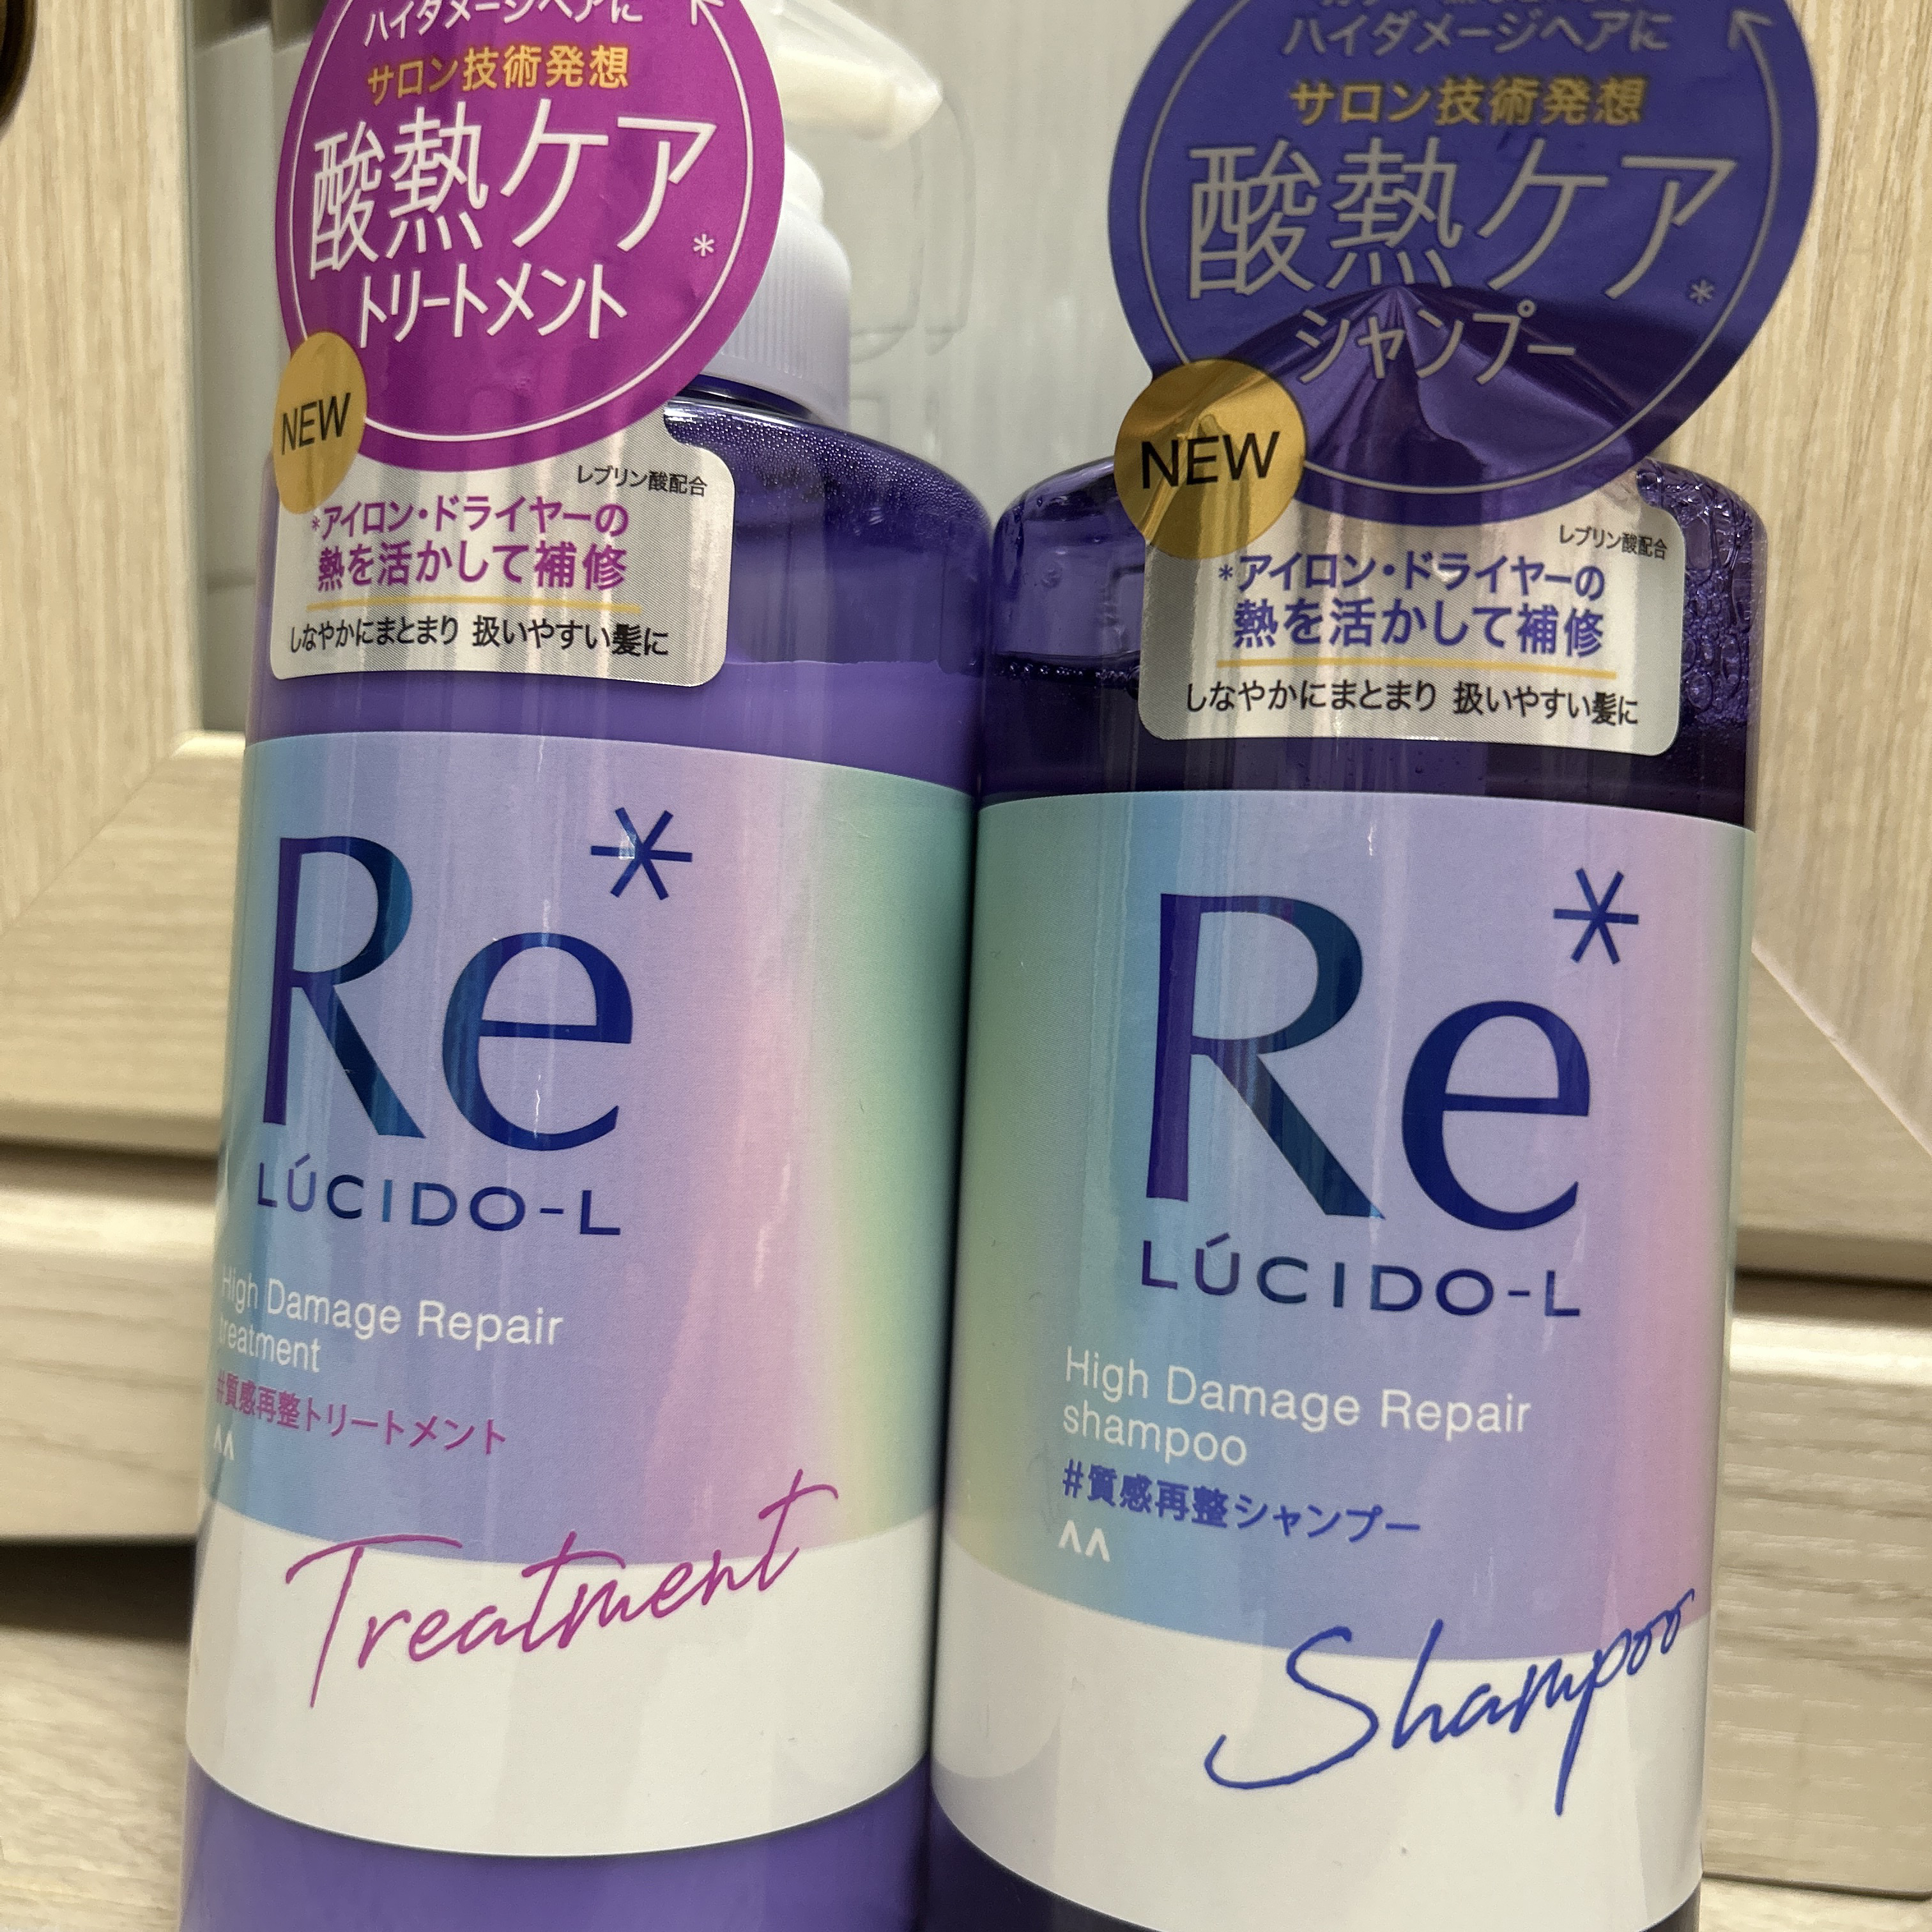 ハイダメージヘアに
サロン技術発想
酸熱ケア*
トリートメント
NEW
レブリン酸配合
*アイロン・ドライヤーの
熱を活かして補修
しなやかにまとまり 扱いやすい髪に
Re*
LÚCIDO-L
High Damage Repair
treatment
#質感再整トリートメント
Treatment
ハイダメージヘアに
サロン技術発想
酸熱ケア*
シャンプー
NEW
レブリン酸配合
*アイロン・ドライヤーの
熱を活かして補修
しなやかにまとまり 扱いやすい髪に
Re*
LÚCIDO-L
High Damage Repair
shampoo
#質感再整シャンプー
Shampoo